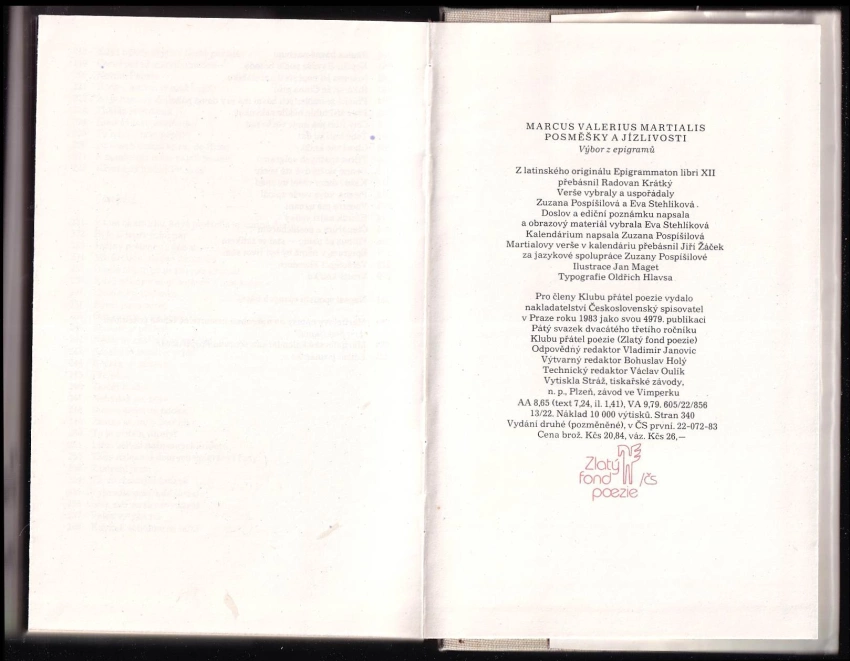 MARCUS VALERIUS MARTIALIS
POSMĚŠKY A JÍZLIVOSTI
Výbor z epigramů
Z latinského originálu Epigrammaton libri XII
přebásnil Radovan Krátký
Verše vybraly a uspořádaly
Zuzana Pospíšilová a Eva Stehlíková.
Doslov a ediční poznámku napsala
a obrazový materiál vybrala Eva Stehlíková
Kalendárium napsala Zuzana Pospíšilová
Martialovy verše v kalendáriu přebásnil Jiří Žáček
za jazykové spolupráce Zuzany Pospíšilové
Ilustrace Jan Maget
Typografie Oldřich Hlavsa
Pro členy Klubu přátel poezie vydalo
nakladatelství Československý spisovatel
v Praze roku 1983 jako svou 4979. publikaci
Pátý svazek dvacátého třetího ročníku
Klubu přátel poezie (Zlatý fond poezie)
Odpovědný redaktor Vladimír Janovic
Výtvarný redaktor Bohuslav Holý
Technický redaktor Václav Oulík
Vytiskla Stráž, tiskařské závody,
n. p., Plzeň, závod ve Vimperku
AA 8,65 (text 7,24, il. 1,41), VA 9,79. 605/22/856
13/22. Náklad 10 000 výtisků. Stran 340
Vydání druhé (pozměněné), v ČS první. 22-072-83
Cena brož. Kčs 20,84, váz. Kčs 26,—
Zlatý
fond /čs
poezie